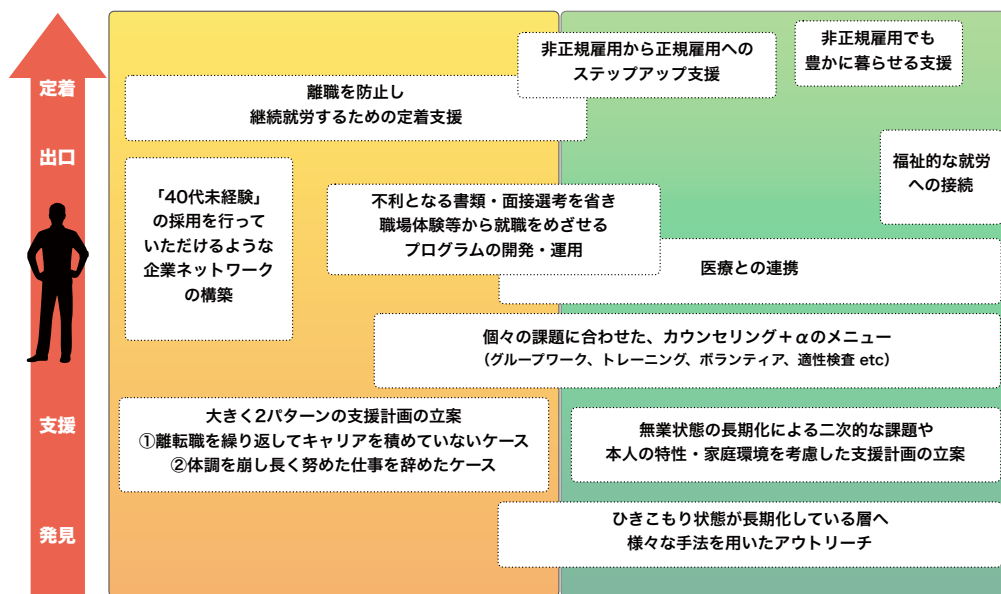 定着
出口
支援
発見
非正規雇用から正規雇用への
ステップアップ支援
非正規雇用でも
豊かに暮らせる支援
離職を防止し
継続就労するための定着支援
福祉的な就労
への接続
「40代未経験」
の採用を行って
いただけるような
企業ネットワーク
の構築
不利となる書類・面接選考を省き
職場体験等から就職をめざせる
プログラムの開発・運用
医療との連携
個々の課題に合わせた、カウンセリング+αのメニュー
(グループワーク、トレーニング、ボランティア、適性検査 etc)
大きく2パターンの支援計画の立案
①離転職を繰り返してキャリアを積めていないケース
②体調を崩し長く努めた仕事を辞めたケース
無業状態の長期化による二次的な課題や
本人の特性・家庭環境を考慮した支援計画の立案
ひきこもり状態が長期化している層へ
様々な手法を用いたアウトリーチ